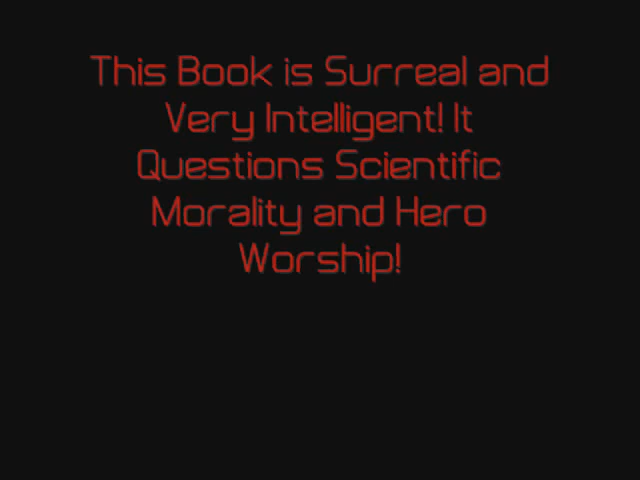 This Book is Surreal and
Very Intelligent! It
Questions Scientific
Morality and Hero
Worship!